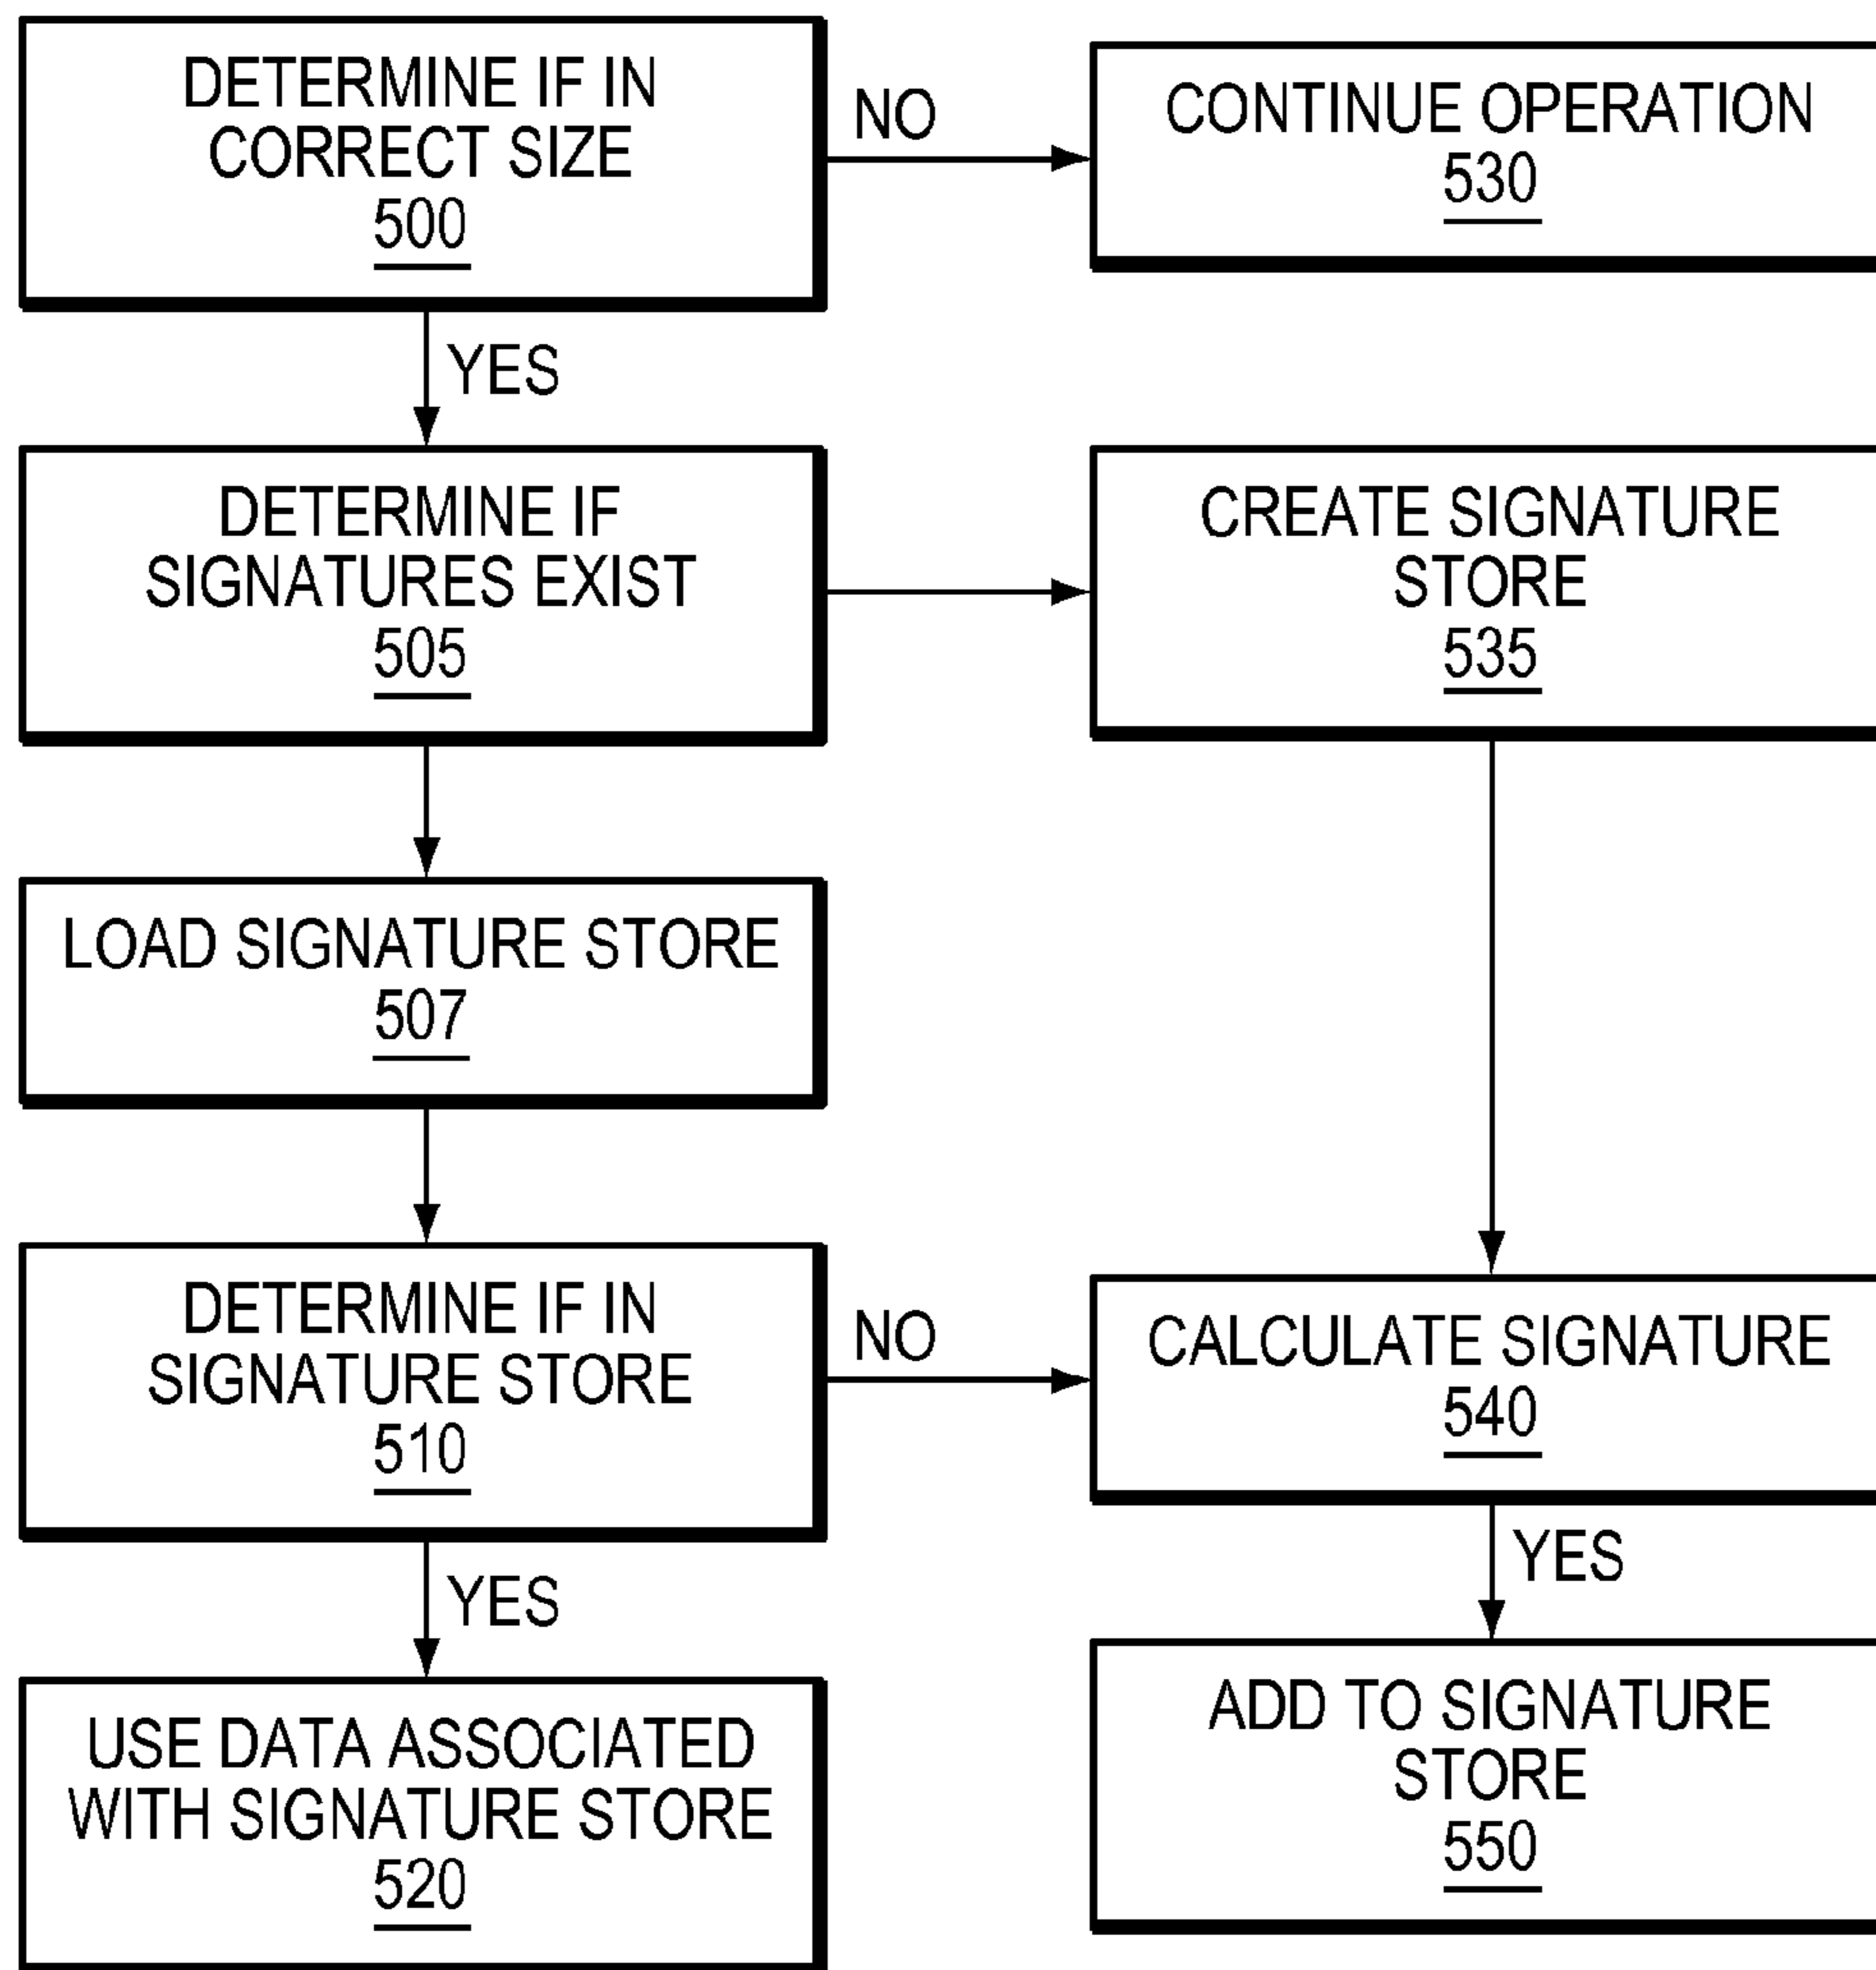 DETERMINE IF IN
CORRECT SIZE
500
NO
CONTINUE OPERATION
530
YES
DETERMINE IF
SIGNATURES EXIST
505
CREATE SIGNATURE
STORE
535
LOAD SIGNATURE STORE
507
DETERMINE IF IN
SIGNATURE STORE
510
NO
CALCULATE SIGNATURE
540
YES
YES
USE DATA ASSOCIATED
WITH SIGNATURE STORE
520
ADD TO SIGNATURE
STORE
550